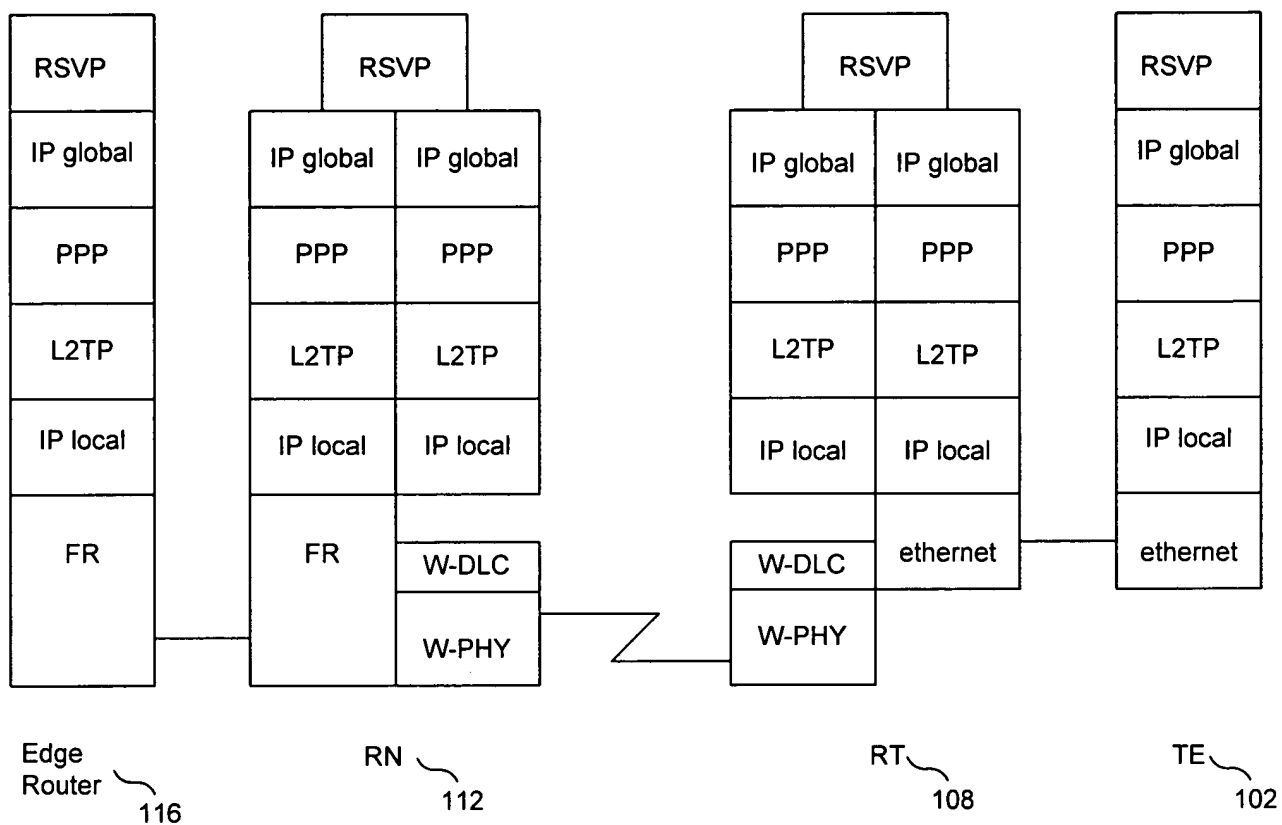 RSVP
RSVP
RSVP
RSVP
IP global
IP global
IP global
IP global
IP global
IP global
PPP
PPP
PPP
PPP
PPP
PPP
L2TP
L2TP
L2TP
L2TP
L2TP
L2TP
IP local
IP local
IP local
IP local
IP local
IP local
FR
FR
W-DLC
W-DLC
ethernet
ethernet
W-PHY
W-PHY
Edge
Router
116
RN
112
RT
108
TE
102